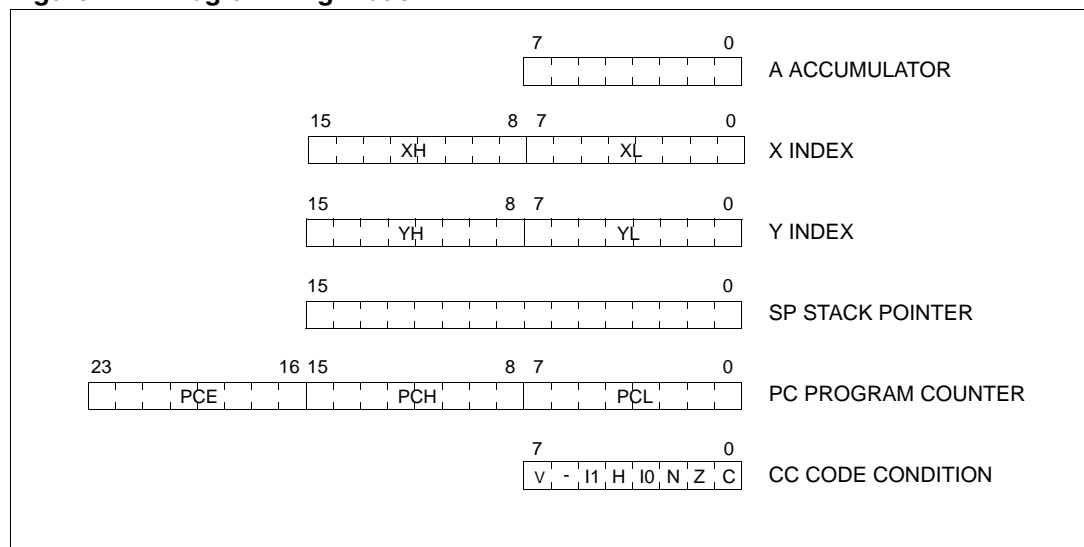 7 0
A ACCUMULATOR
15 8 7 0
XH XL X INDEX
15 8 7 0
YH YL Y INDEX
15 0
SP STACK POINTER
23 16 15 8 7 0
PCE PCH PCL PC PROGRAM COUNTER
7 0
V - I1 H I0 N Z C CC CODE CONDITION